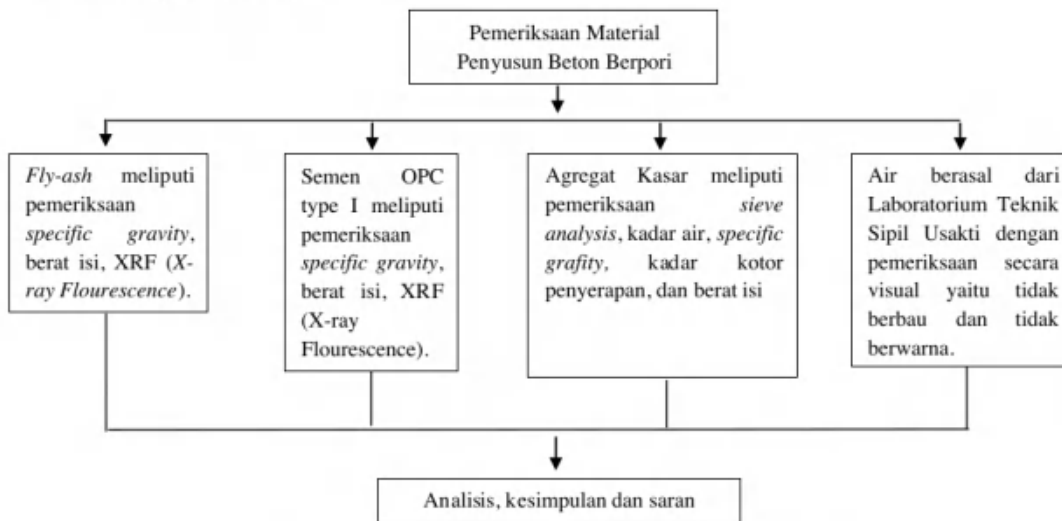 Pemeriksaan Material
Penyusun Beton Berpori
Fly-ash meliputi
pemeriksaan
specific gravity,
berat isi, XRF (X-
ray Flourescence).
Semen OPC
type I meliputi
pemeriksaan
specific gravity,
berat isi, XRF
(X-ray
Flourescence).
Agregat Kasar meliputi
pemeriksaan sieve
analysis, kadar air, specific
grafity, kadar kotor
penyerapan, dan berat isi
Air berasal dari
Laboratorium Teknik
Sipil Usakti dengan
pemeriksaan secara
visual yaitu tidak
berbau dan tidak
berwarna.
Analisis, kesimpulan dan saran